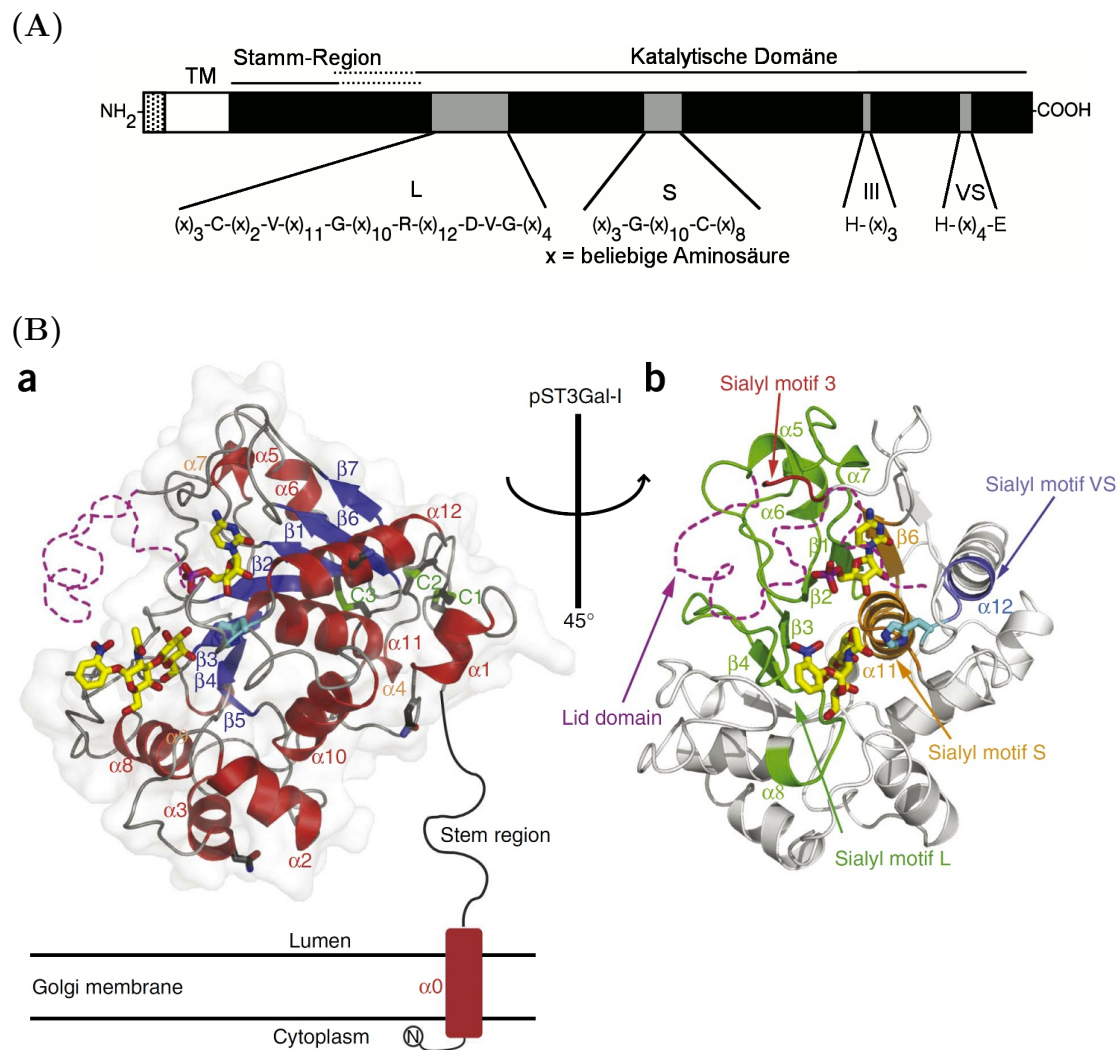 (A)
Stamm-Region
Katalytische Domäne
TM
NH2
COOH
L
S
III
VS
(x)3-C-(x)2-V-(x)11-G-(x)10-R-(x)12-D-V-G-(x)4
(x)3-G-(x)10-C-(x)8
H-(x)3
H-(x)4-E
x = beliebige Aminosäure
(B)
a
pST3Gal-I
45°
b
α7
α5
α6
β7
β6
β1
β2
α12
C3
C2
C1
α11
α4
α1
β3
β4
β5
α10
α8
α3
α2
Stem region
Lumen
Golgi membrane
α0
Cytoplasm
N
Sialyl motif 3
α5
α7
α6
Sialyl motif VS
β1
β6
β2
α12
β3
β4
α11
Lid domain
Sialyl motif S
α8
Sialyl motif L